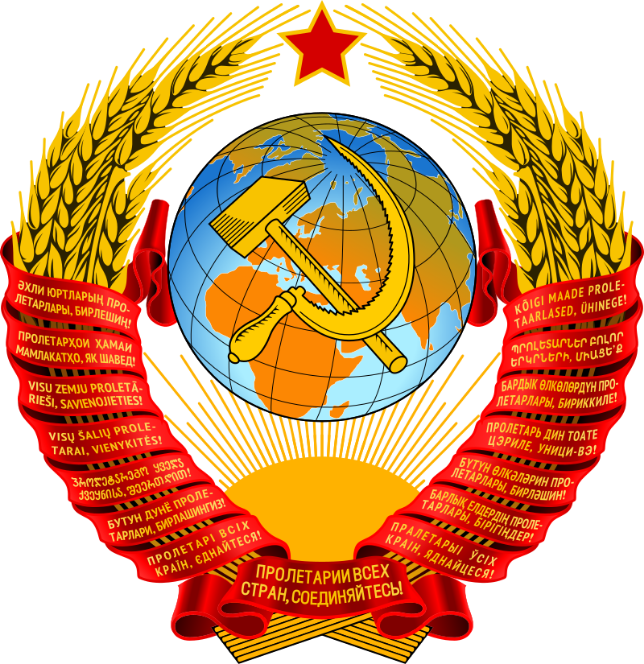 ӘХЛИ ЮРТЛАРЫҢ ПРО-
ЛЕТАРЛАРЫ, БИРЛЕШИҢ!
ПРОЛЕТАРҲОИ ҲАМАИ
МАМЛАКАТҲО, ЯК ШАВЕД!
VISU ZEMJU PROLETĀ-
RIEŠI, SAVIENOJIETIES!
VISŲ ŠALIŲ PROLE-
TARAI, VIENYKITĖS!
პროლეტარებო ყველა
ქვეყნისა, შეერთდით!
БУТУН ДУНЁ ПРОЛЕ-
ТАРЛАРИ, БИРЛАШИНГИЗ!
ПРОЛЕТАРІ ВСІХ
КРАЇН, ЄДНАЙТЕСЯ!
KÕIGI MAADE PROLE-
TAARLASED, ÜHINEGE!
ՊՐՈԼԵՏԱՐՆԵՐ ԲՈԼՈՐ
ԵՐԿՐՆԵՐԻ, ՄԻԱՑԵ՛Ք
БАРДЫК ӨЛКӨЛӨРДҮН ПРО-
ЛЕТАРЛАРЫ, БИРИККИЛЕ!
ПРОЛЕТАРЬ ДИН ТОАТЕ
ЦЭРИЛЕ, УНИЦИ-ВЭ!
БҮТҮН ӨЛКӘЛӘРИН ПРО-
ЛЕТАРЛАРЫ, БИРЛӘШИН!
БАРЛЫК ЕЛДЕРДІҢ ПРОЛЕ-
ТАРЛАРЫ, БІРІГІҢДЕР!
ПРАЛЕТАРЫІ ЎСІХ
КРАІН, ЯДНАЙЦЕСЯ!
ПРОЛЕТАРИИ ВСЕХ
СТРАН, СОЕДИНЯЙТЕСЬ!